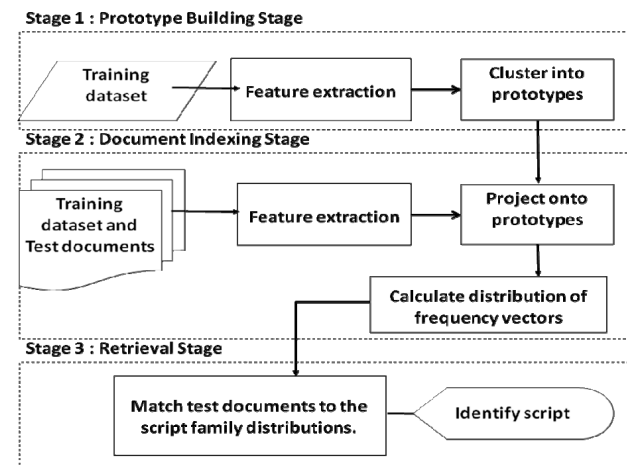 Stage 1 : Prototype Building Stage
Training
dataset
Feature extraction
Cluster into
prototypes
Stage 2 : Document Indexing Stage
Training
dataset and
Test documents
Feature extraction
Project onto
prototypes
Calculate distribution of
frequency vectors
Stage 3 : Retrieval Stage
Match test documents to the
script family distributions.
Identify script